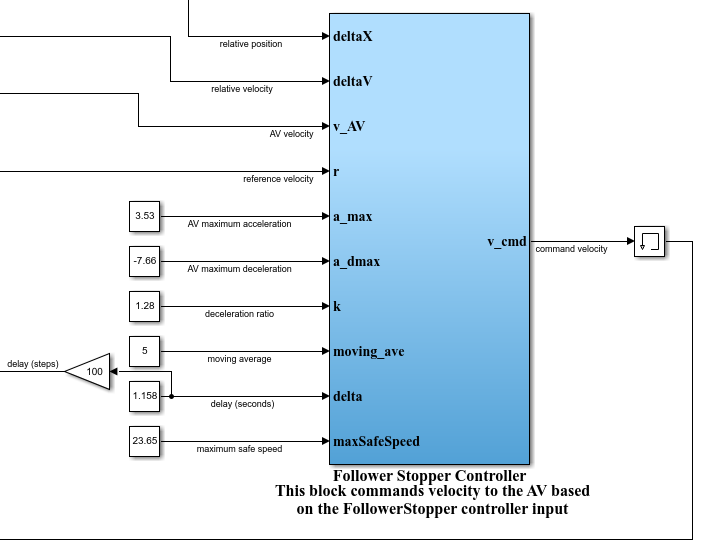 deltaX
relative position
deltaV
relative velocity
v_AV
AV velocity
r
reference velocity
3.53
a_max
AV maximum acceleration
v_cmd
command velocity
-7.66
a_dmax
AV maximum deceleration
1.28
k
deceleration ratio
5
moving_ave
moving average
delay (steps)
100
1.158
delta
delay (seconds)
23.65
maxSafeSpeed
maximum safe speed
Follower Stopper Controller
This block commands velocity to the AV based
on the FollowerStopper controller input